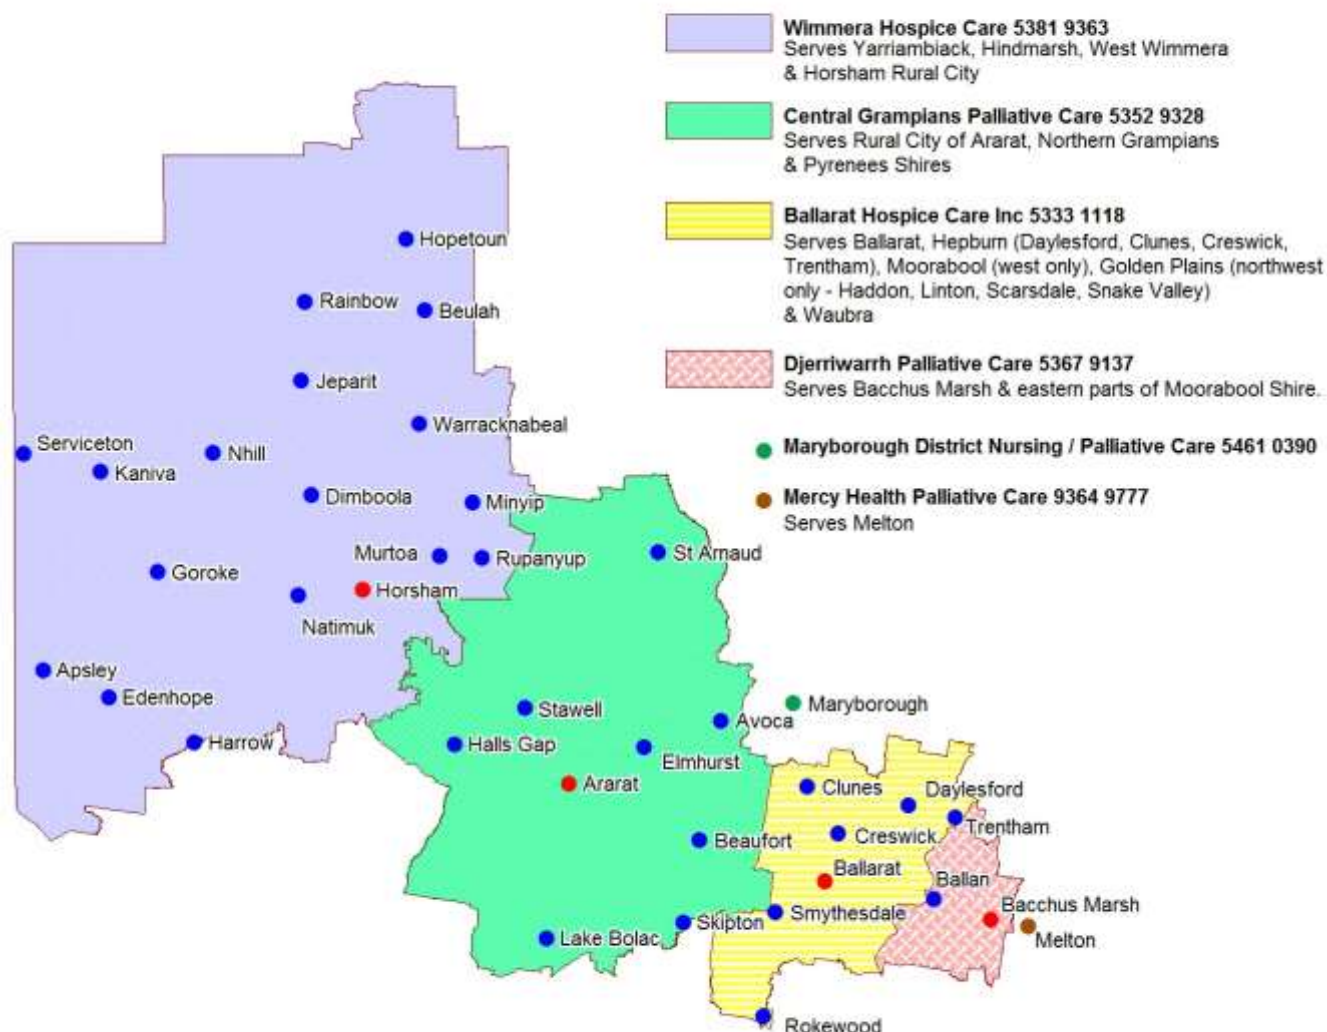 Wimmera Hospice Care 5381 9363
Serves Yarriambiack, Hindmarsh, West Wimmera
& Horsham Rural City
Central Grampians Palliative Care 5352 9328
Serves Rural City of Ararat, Northern Grampians
& Pyrenees Shires
Ballarat Hospice Care Inc 5333 1118
Serves Ballarat, Hepburn (Daylesford, Clunes, Creswick,
Trentham), Moorabool (west only), Golden Plains (northwest
only - Haddon, Linton, Scarsdale, Snake Valley)
& Waubra
Djerriwarrh Palliative Care 5367 9137
Serves Bacchus Marsh & eastern parts of Moorabool Shire.
Maryborough District Nursing / Palliative Care 5461 0390
Mercy Health Palliative Care 9364 9777
Serves Melton
Hopetoun
Rainbow
Beulah
Jeparit
Warracknabeal
Serviceton
Nhill
Kaniva
Dimboola
Minyip
Murtoa
Rupanyup
St Arnaud
Goroke
Horsham
Natimuk
Apsley
Edenhope
Harrow
Stawell
Avoca
Maryborough
Halls Gap
Elmhurst
Ararat
Clunes
Daylesford
Trentham
Beaufort
Creswick
Ballarat
Ballan
Bacchus Marsh
Smythesdale
Skipton
Lake Bolac
Melton
Rokewood